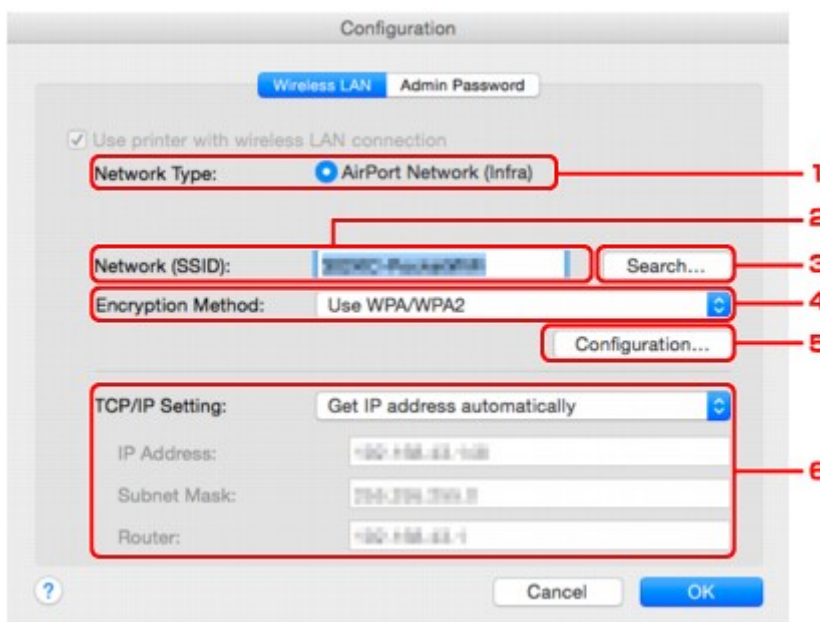 Configuration
Wireless LAN Admin Password
Use printer with wireless LAN connection
Network Type: AirPort Network (Infra) 1
2
Network (SSID): Search... 3
Encryption Method: Use WPA/WPA2 4
Configuration... 5
TCP/IP Setting: Get IP address automatically
IP Address:
6
Subnet Mask:
Router:
? Cancel OK